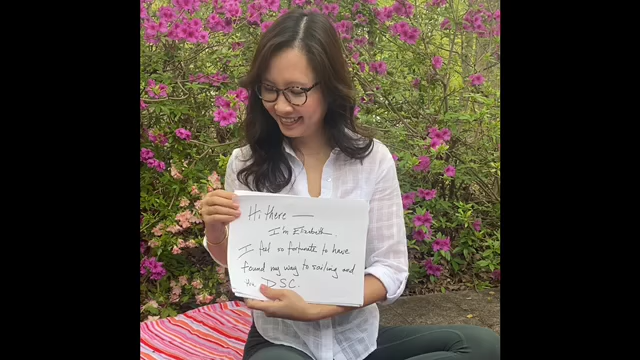 Hi there —
I'm Elizabeth.
I feel so fortunate to have
found my way to sailing and
the DSC.